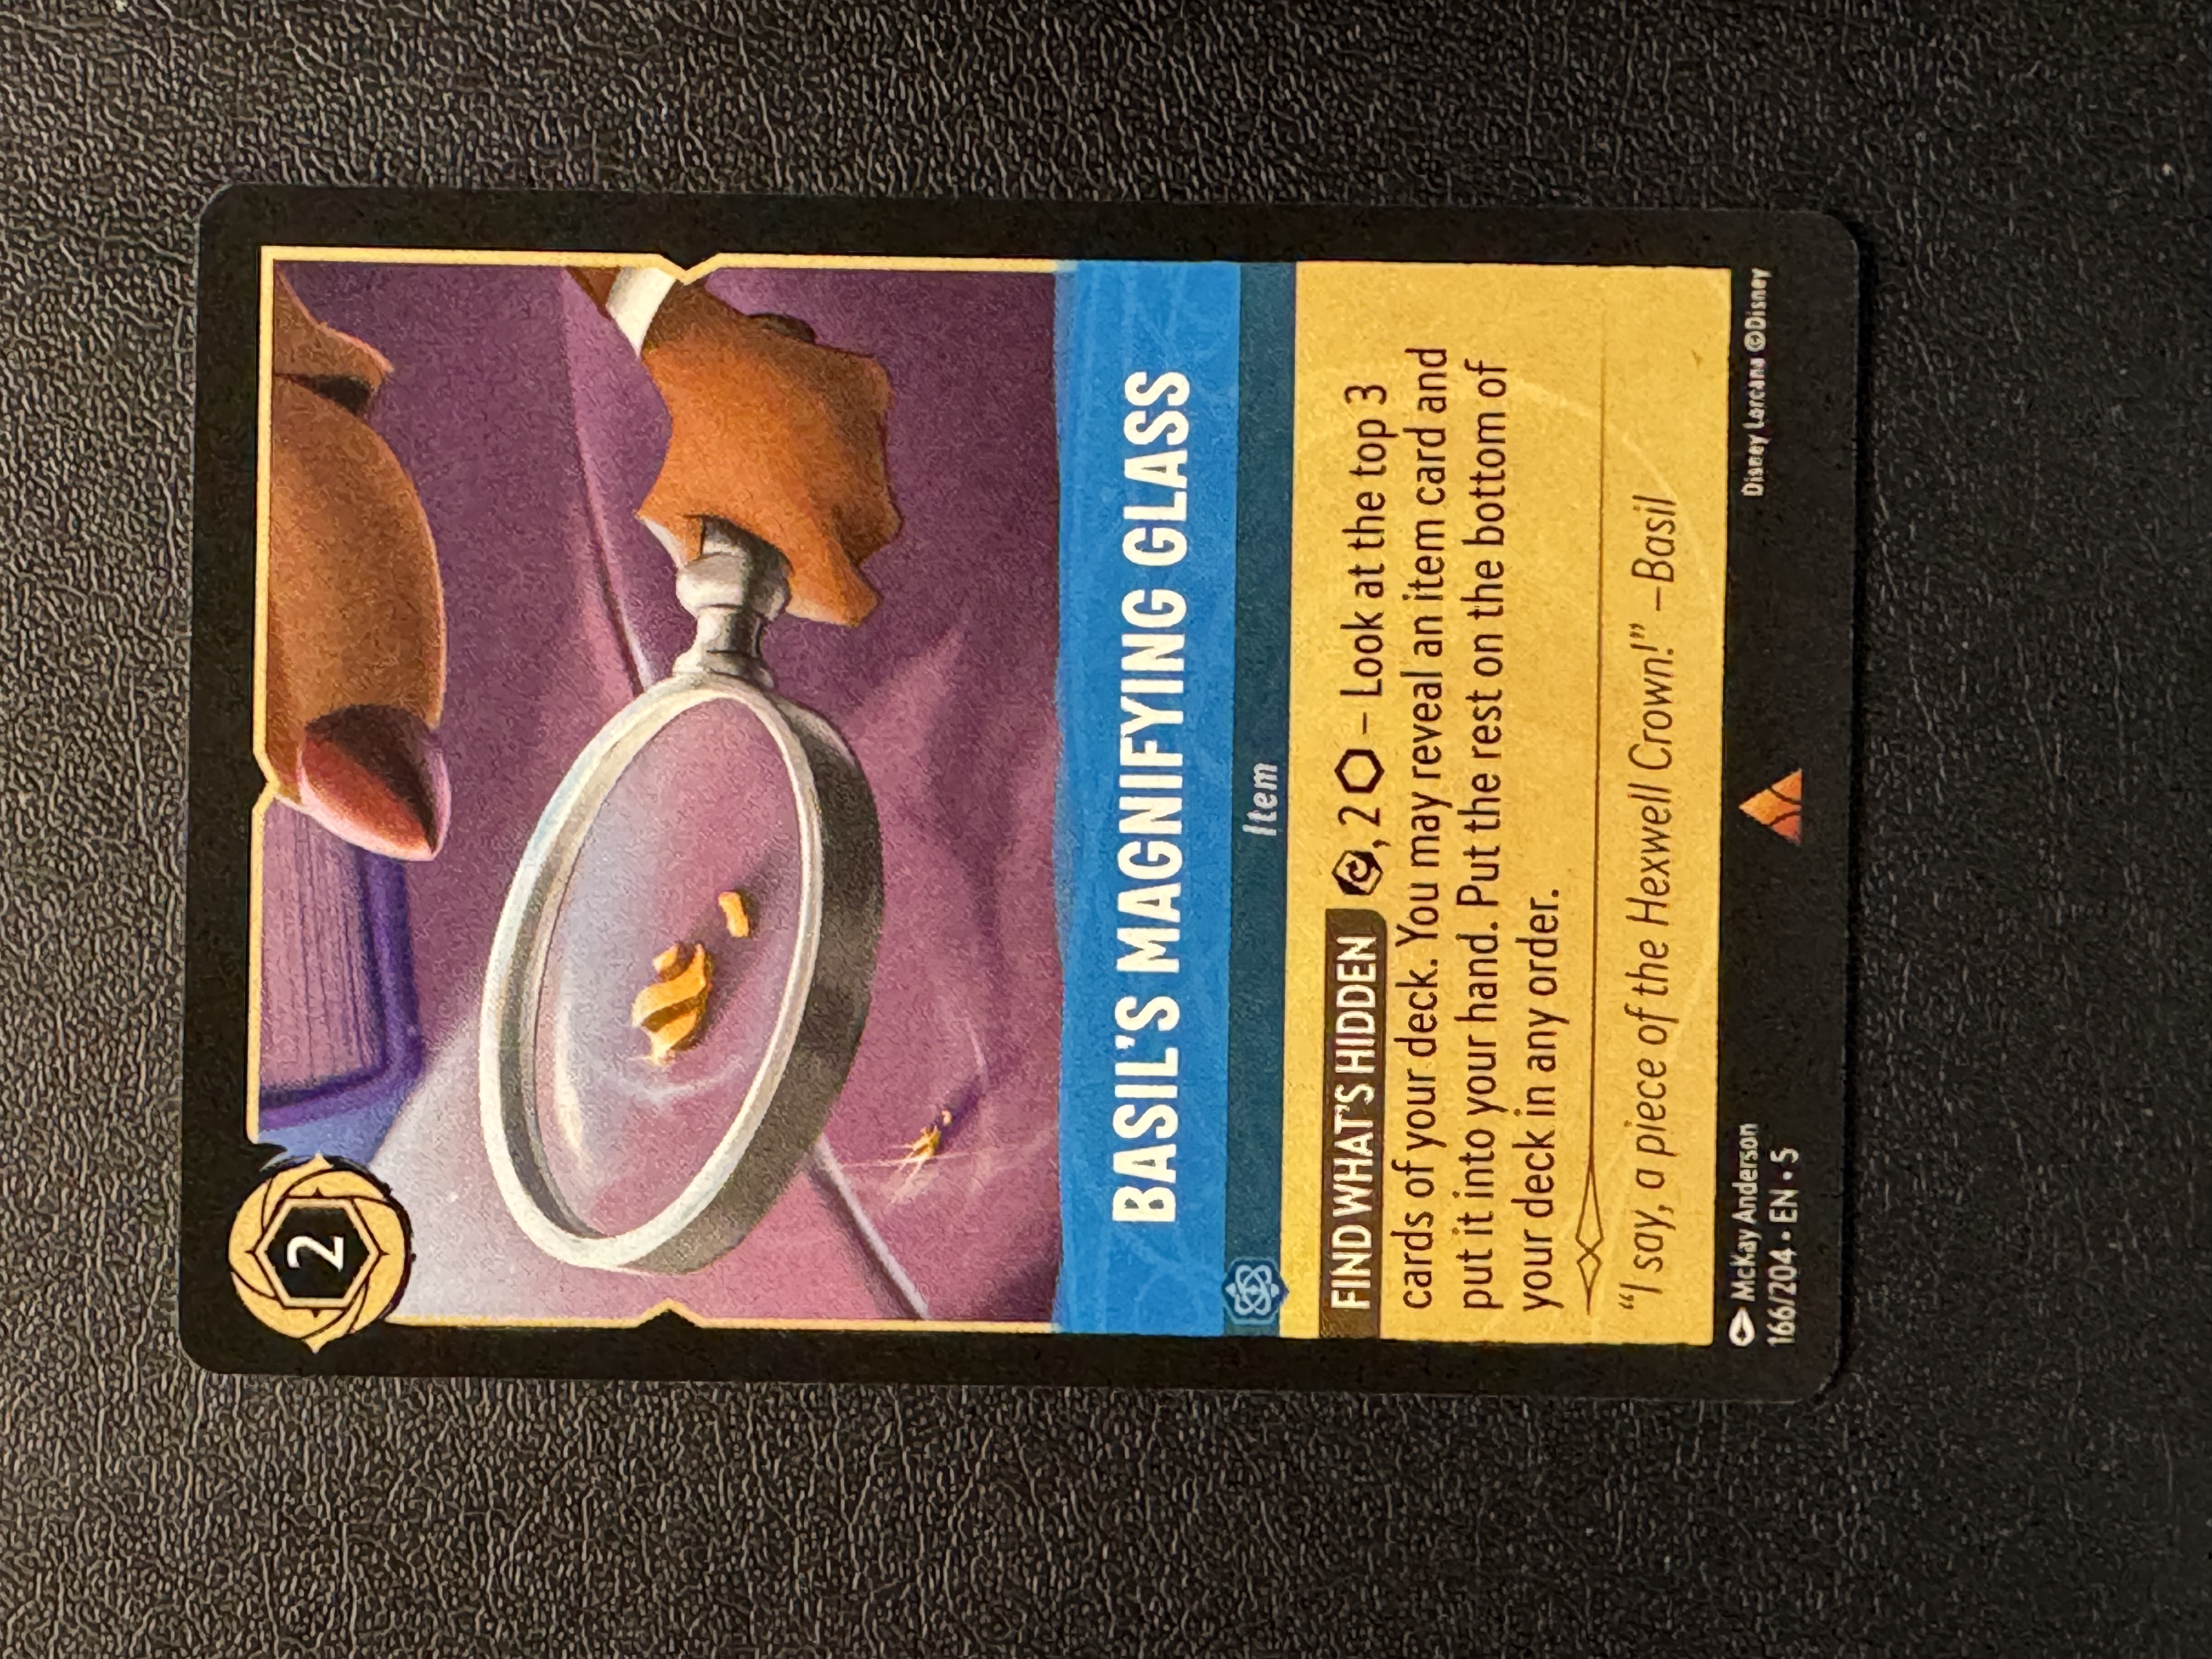 2
BASIL'S MAGNIFYING GLASS
Item
FIND WHAT'S HIDDEN , 2 – Look at the top 3
cards of your deck. You may reveal an item card and
put it into your hand. Put the rest on the bottom of
your deck in any order.
“I say, a piece of the Hexwell Crown!” –Basil
McKay Anderson
166/204 • EN • 5
Disney Lorcana ©Disney